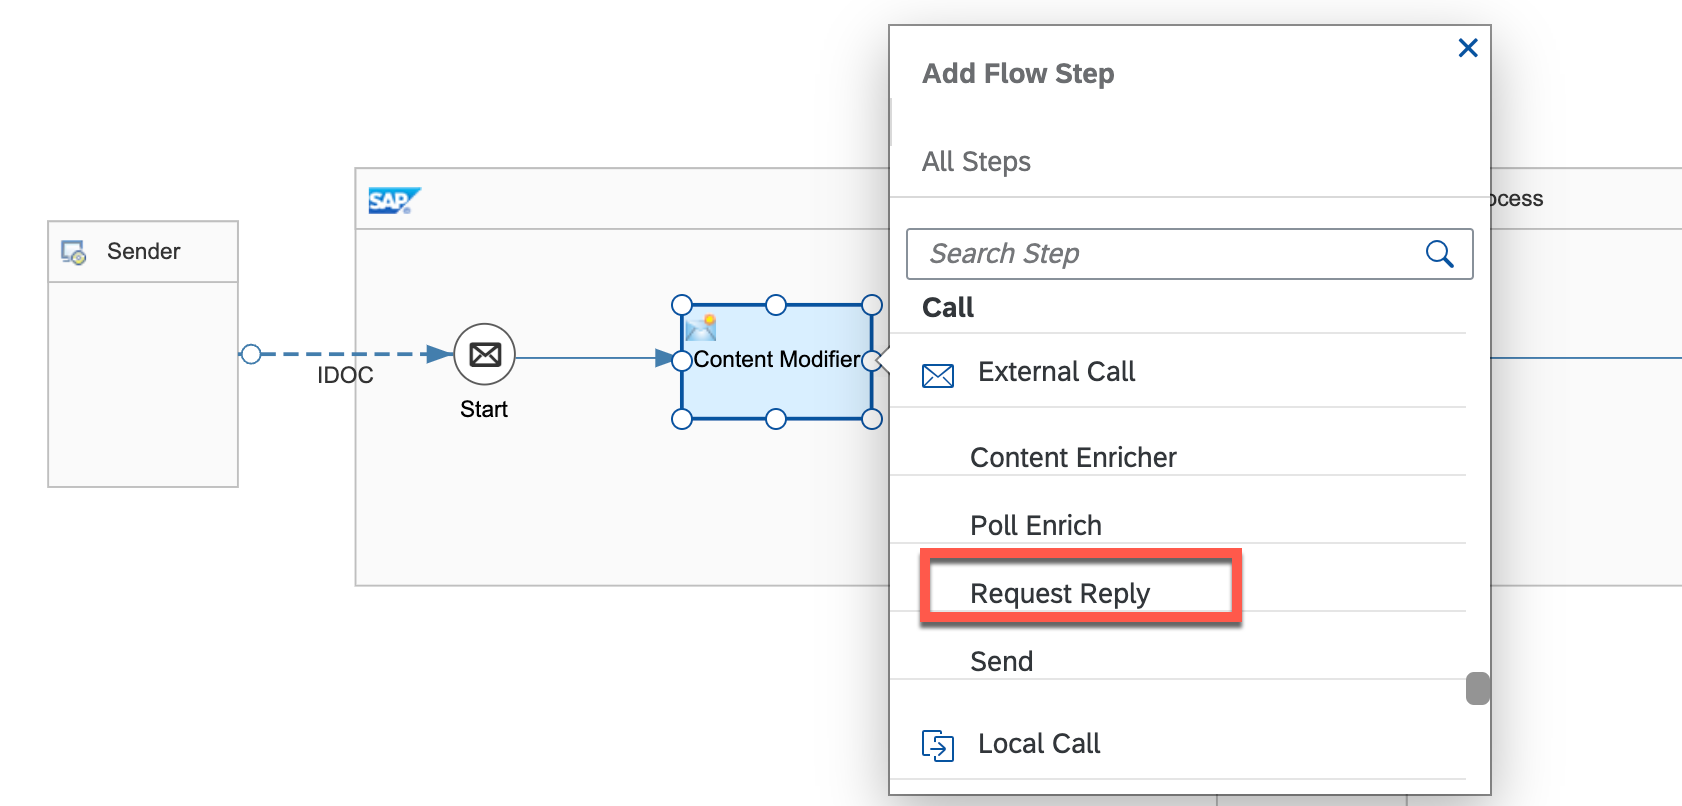 Add Flow Step
All Steps
SAP
ocess
Sender
Search Step
Call
IDOC
Start
Content Modifier
External Call
Content Enricher
Poll Enrich
Request Reply
Send
Local Call